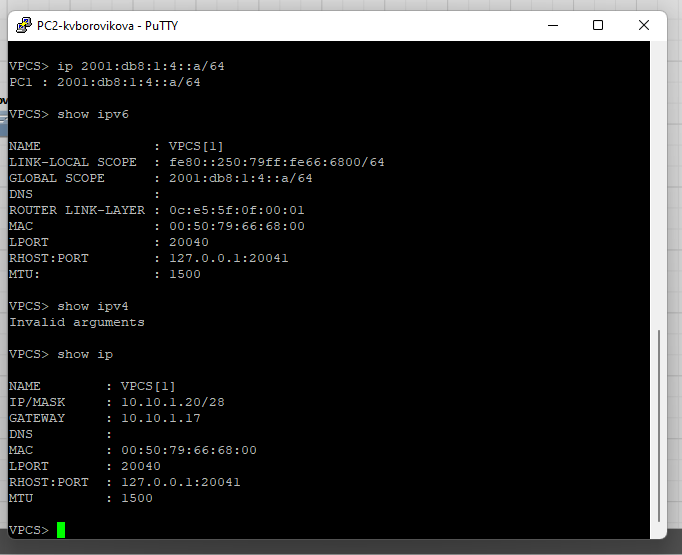 PC2-kvborovikova - PuTTY
VPCS> ip 2001:db8:1:4::a/64
PC1 : 2001:db8:1:4::a/64
VPCS> show ipv6
NAME : VPCS[1]
LINK-LOCAL SCOPE : fe80::250:79ff:fe66:6800/64
GLOBAL SCOPE : 2001:db8:1:4::a/64
DNS :
ROUTER LINK-LAYER : 0c:e5:5f:0f:00:01
MAC : 00:50:79:66:68:00
LPORT : 20040
RHOST:PORT : 127.0.0.1:20041
MTU: : 1500
VPCS> show ipv4
Invalid arguments
VPCS> show ip
NAME : VPCS[1]
IP/MASK : 10.10.1.20/28
GATEWAY : 10.10.1.17
DNS :
MAC : 00:50:79:66:68:00
LPORT : 20040
RHOST:PORT : 127.0.0.1:20041
MTU : 1500
VPCS>